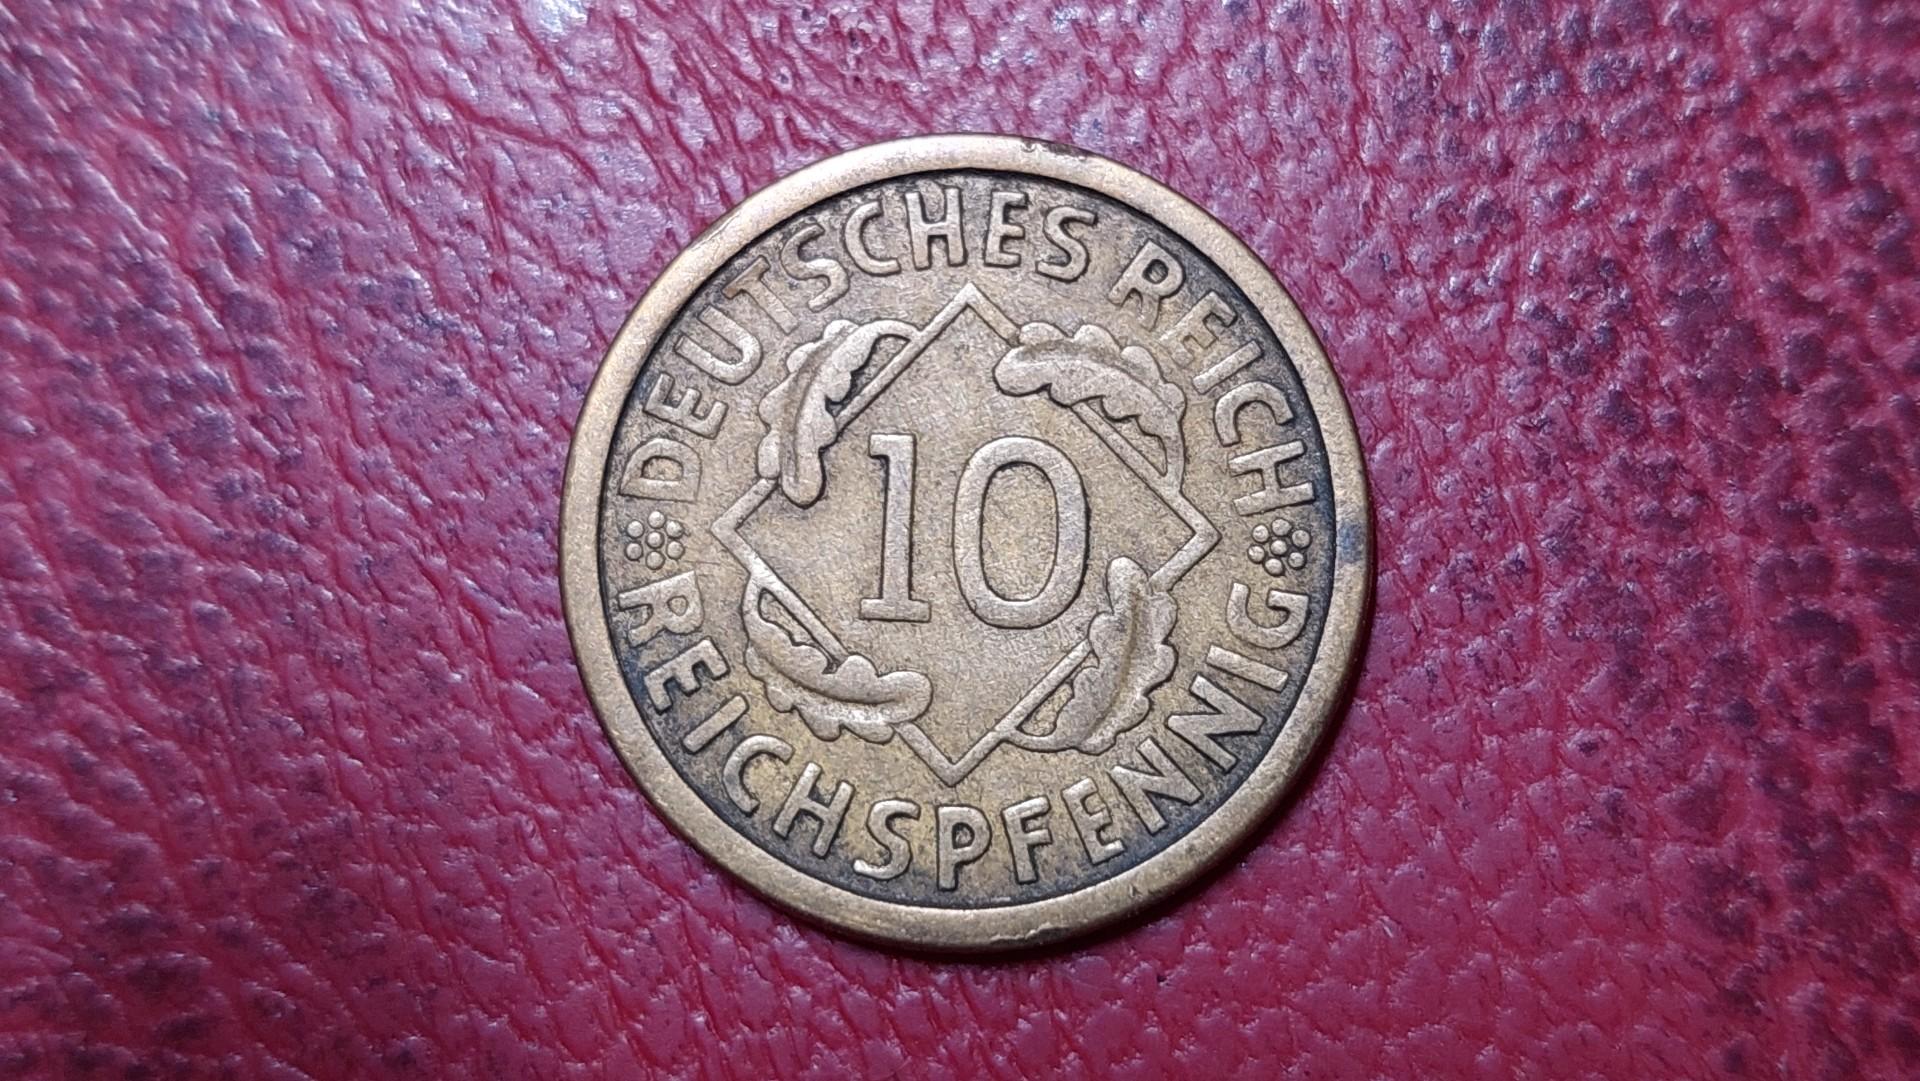 DEUTSCHES REICH
10
REICHSPFENNIG